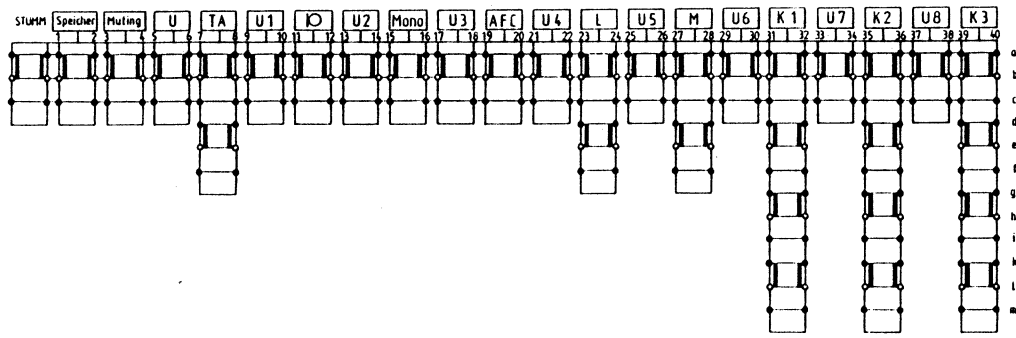 STUMM Speicher Muting U TA U1 IO U2 Mono U3 AFC U4 L U5 M U6 K1 U7 K2 U8 K3
1 2 3 4 5 6 7 8 9 10 11 12 13 14 15 16 17 18 19 20 21 22 23 24 25 26 27 28 29 30 31 32 33 34 35 36 37 38 39 40
a
b
c
d
e
f
g
h
i
k
l
m